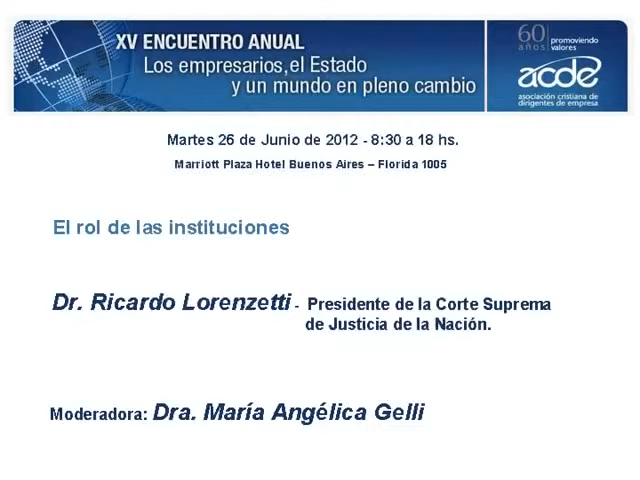 XV ENCUENTRO ANUAL
Los empresarios, el Estado
y un mundo en pleno cambio
60 años promoviendo valores
acde
asociación cristiana de
dirigentes de empresa
Martes 26 de Junio de 2012 - 8:30 a 18 hs.
Marriott Plaza Hotel Buenos Aires – Florida 1005
El rol de las instituciones
Dr. Ricardo Lorenzetti - Presidente de la Corte Suprema
de Justicia de la Nación.
Moderadora: Dra. María Angélica Gelli